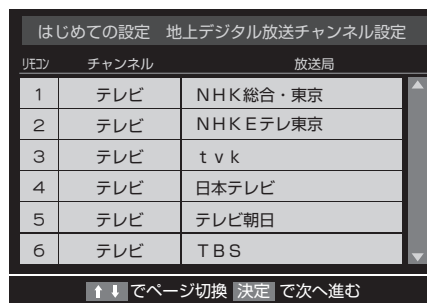 はじめての設定 地上デジタル放送チャンネル設定
リモコン チャンネル 放送局
1 テレビ NHK総合・東京
2 テレビ NHKEテレ東京
3 テレビ tvk
4 テレビ 日本テレビ
5 テレビ テレビ朝日
6 テレビ TBS
⬆⬇でページ切換 決定 で次へ進む